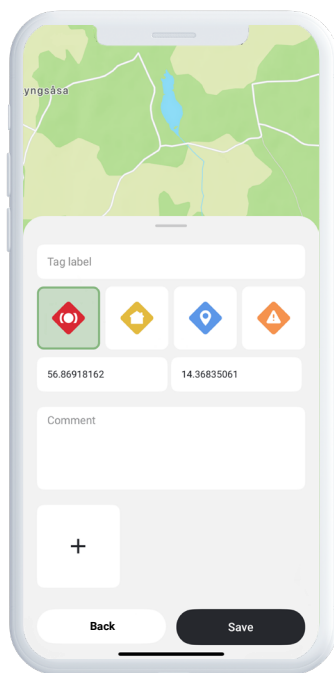 yngsåsa
Tag label
56.86918162 14.36835061
Comment
+
Back Save